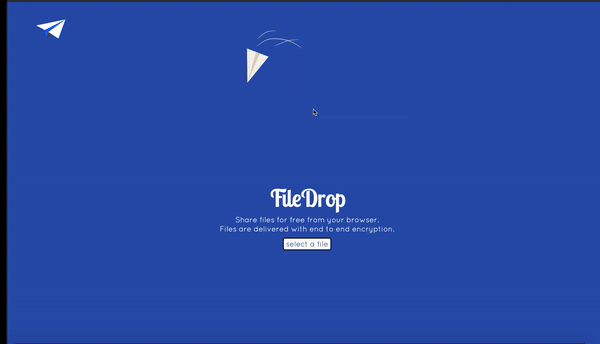 FileDrop
Share files for free from your browser.
Files are delivered with end to end encryption.
select a file